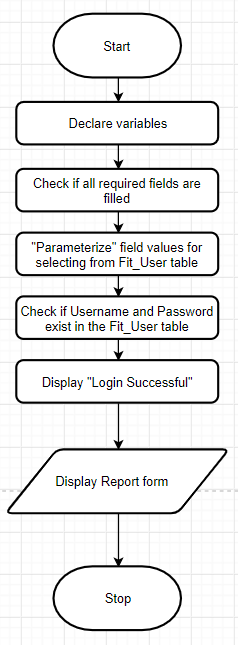 Start
Declare variables
Check if all required fields are
filled
"Parameterize" field values for
selecting from Fit_User table
Check if Username and Password
exist in the Fit_User table
Display "Login Successful"
Display Report form
Stop